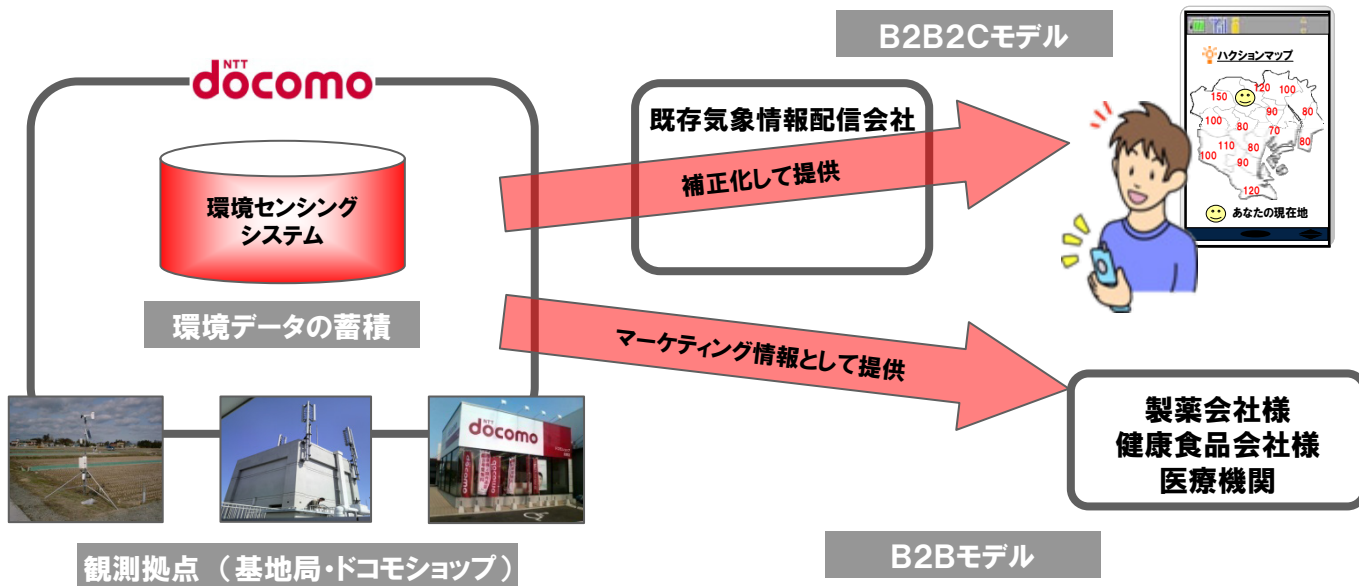 B2B2Cモデル
NTT
döcomo
環境センシング
システム
環境データの蓄積
既存気象情報配信会社
補正化して提供
マーケティング情報として提供
ハクションマップ
120
100
150
90
80
100
80
70
80
110
80
100
90
120
あなたの現在地
製薬会社様
健康食品会社様
医療機関
NTT
döcomo
観測拠点 (基地局・ドコモショップ)
B2Bモデル